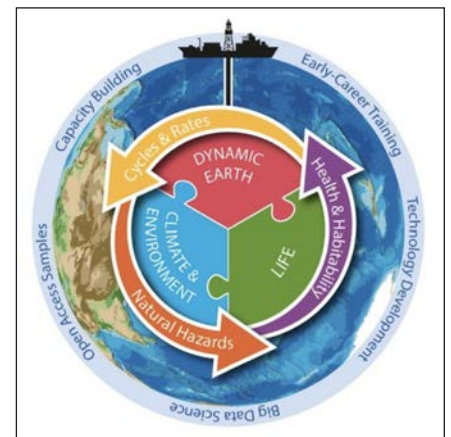 Capacity Building
Early-Career Training
Technology Development
Big Data Science
Open Access Samples
Cycles & Rates
Health & Habitability
Natural Hazards
DYNAMIC
EARTH
CLIMATE &
ENVIRONMENT
LIFE